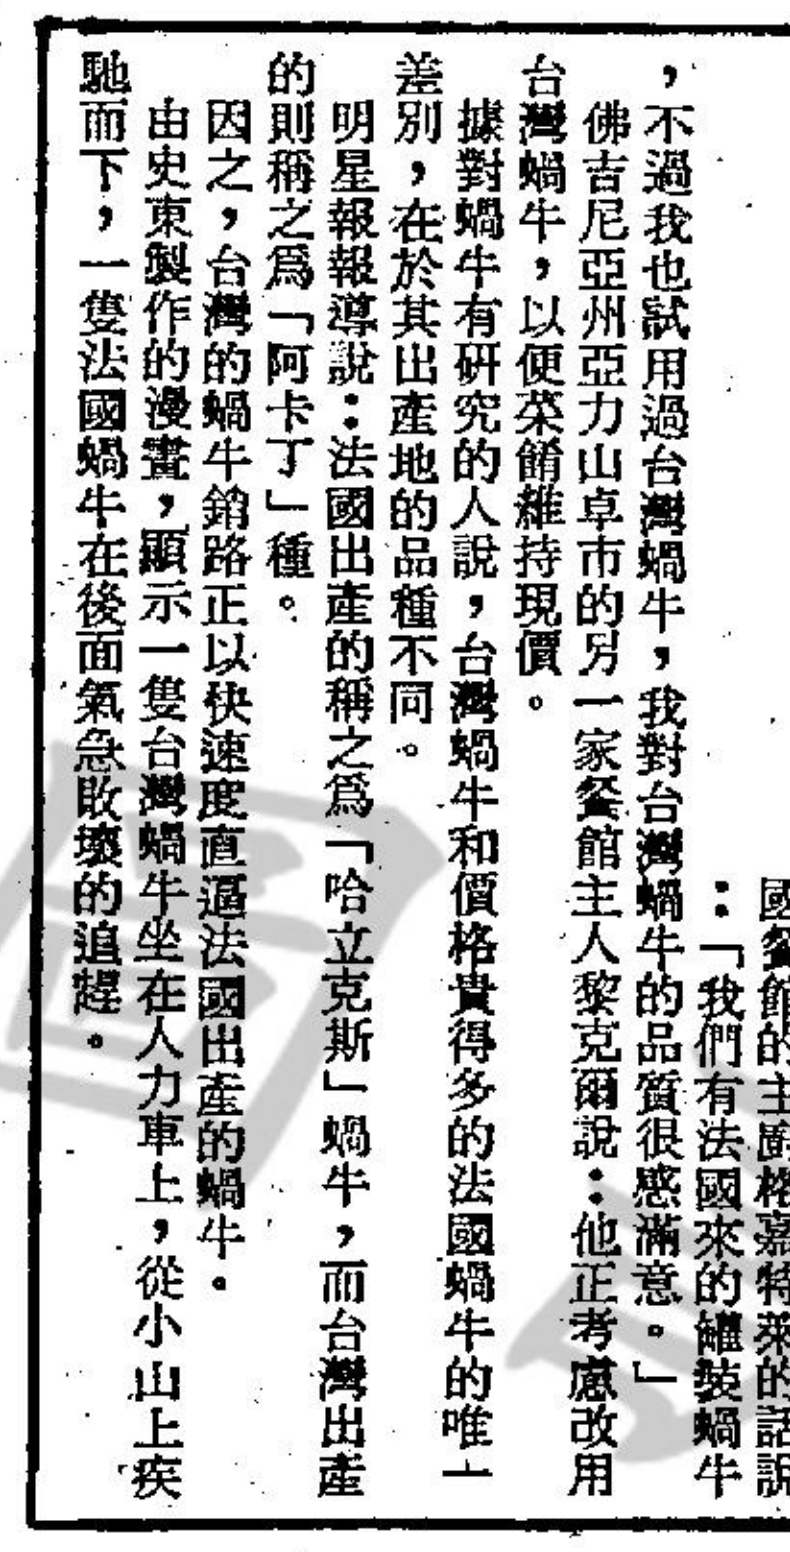 國餐館的主廚格嘉特萊的話說
：「我們有法國來的罐裝蝸牛
，不過我也試用過台灣蝸牛，我對台灣蝸牛的品質很感滿意。」
佛吉尼亞州亞力山卓市的另一家餐館主人黎克爾說：他正考慮改用
台灣蝸牛，以便菜餚維持現價。
據對蝸牛有研究的人說，台灣蝸牛和價格貴得多的法國蝸牛的唯一
差別，在於其出產地的品種不同。
明星報報導說：法國出產的稱之爲「哈立克斯」蝸牛，而台灣出產
的則稱之爲「阿卡丁」種。
因之，台灣的蝸牛銷路正以快速度直逼法國出產的蝸牛。
由史東製作的漫畫，顯示一隻台灣蝸牛坐在人力車上，從小山上疾
馳而下，一隻法國蝸牛在後面氣急敗壞的追趕。